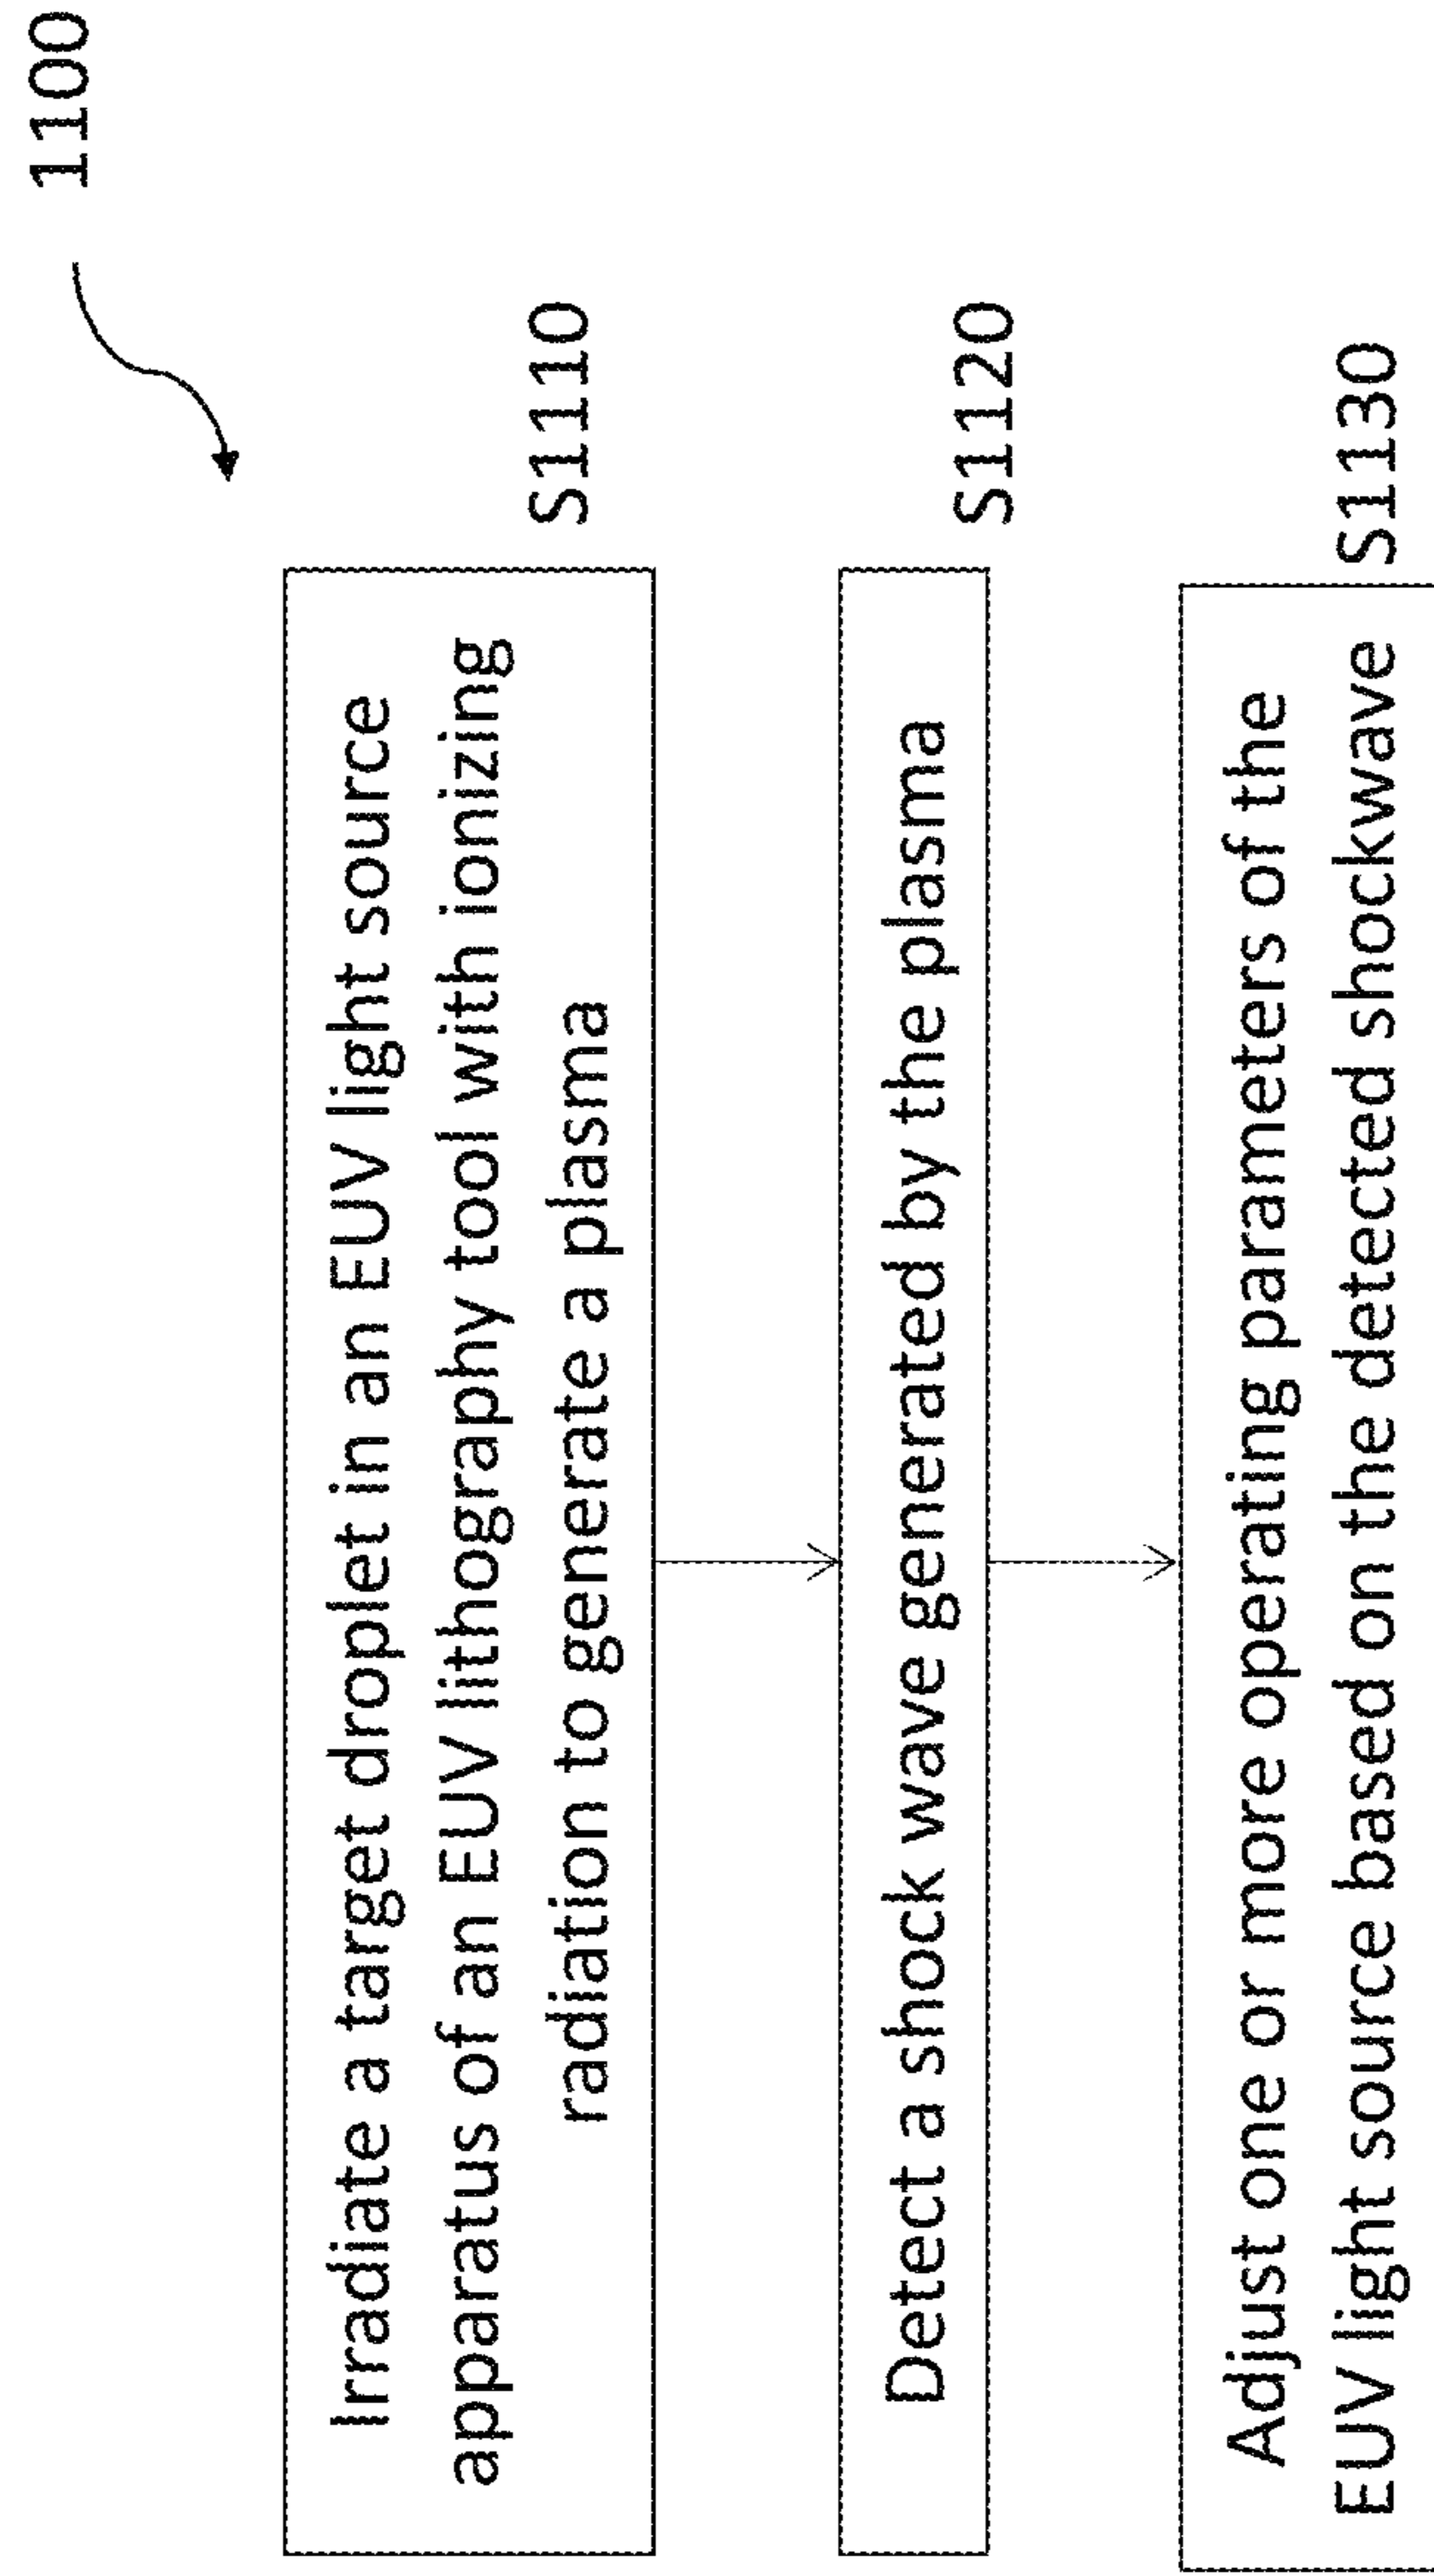 1100
Irradiate a target droplet in an EUV light source
apparatus of an EUV lithography tool with ionizing
radiation to generate a plasma
S1110
Detect a shock wave generated by the plasma
S1120
Adjust one or more operating parameters of the
EUV light source based on the detected shockwave
S1130